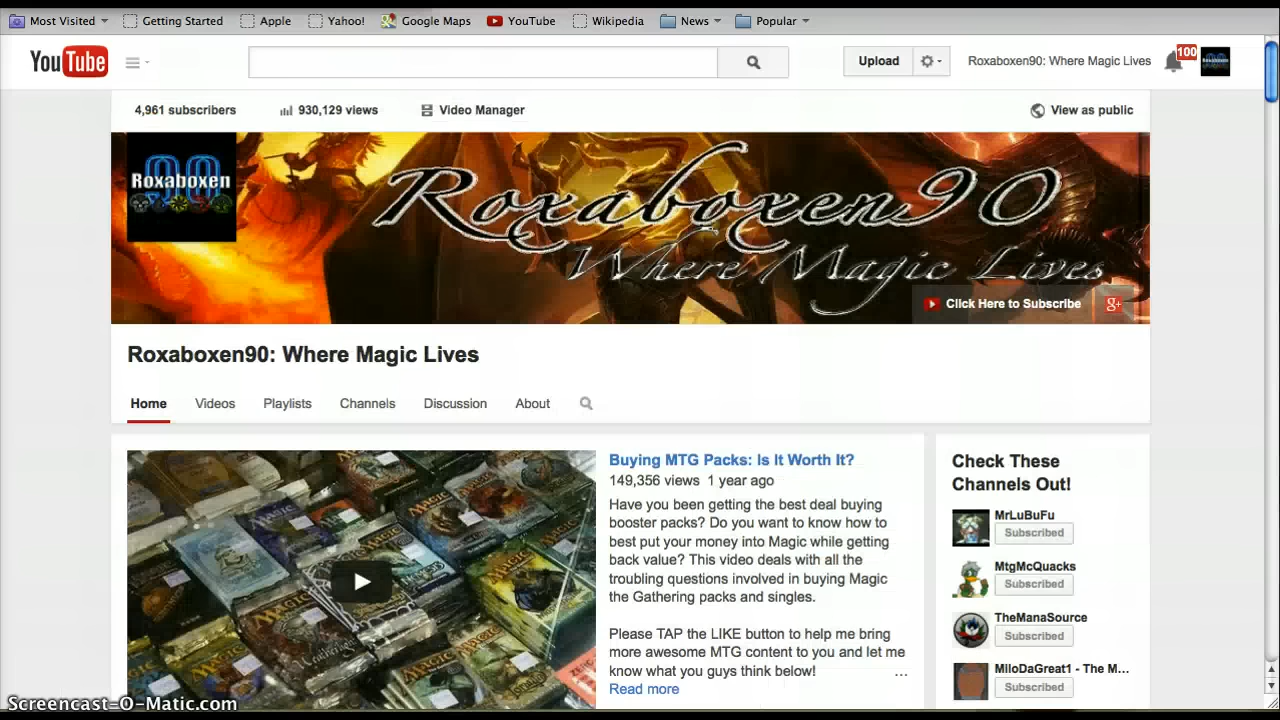 Most Visited Getting Started Apple Yahoo! Google Maps YouTube Wikipedia News Popular
YouTube
Upload
Roxaboxen90: Where Magic Lives
100
4,961 subscribers 930,129 views Video Manager View as public
90
Roxaboxen
Roxaboxen90
Where Magic Lives
Click Here to Subscribe g+
Roxaboxen90: Where Magic Lives
Home Videos Playlists Channels Discussion About
Buying MTG Packs: Is It Worth It?
149,356 views 1 year ago
Have you been getting the best deal buying
booster packs? Do you want to know how to
best put your money into Magic while getting
back value? This video deals with all the
troubling questions involved in buying Magic
the Gathering packs and singles.
Please TAP the LIKE button to help me bring
more awesome MTG content to you and let me
know what you guys think below! ...
Read more
Check These
Channels Out!
MrLuBuFu
Subscribed
MtgMcQuacks
Subscribed
TheManaSource
Subscribed
MiloDaGreat1 - The M...
Subscribed
MAGIC
Screencast-O-Matic.com